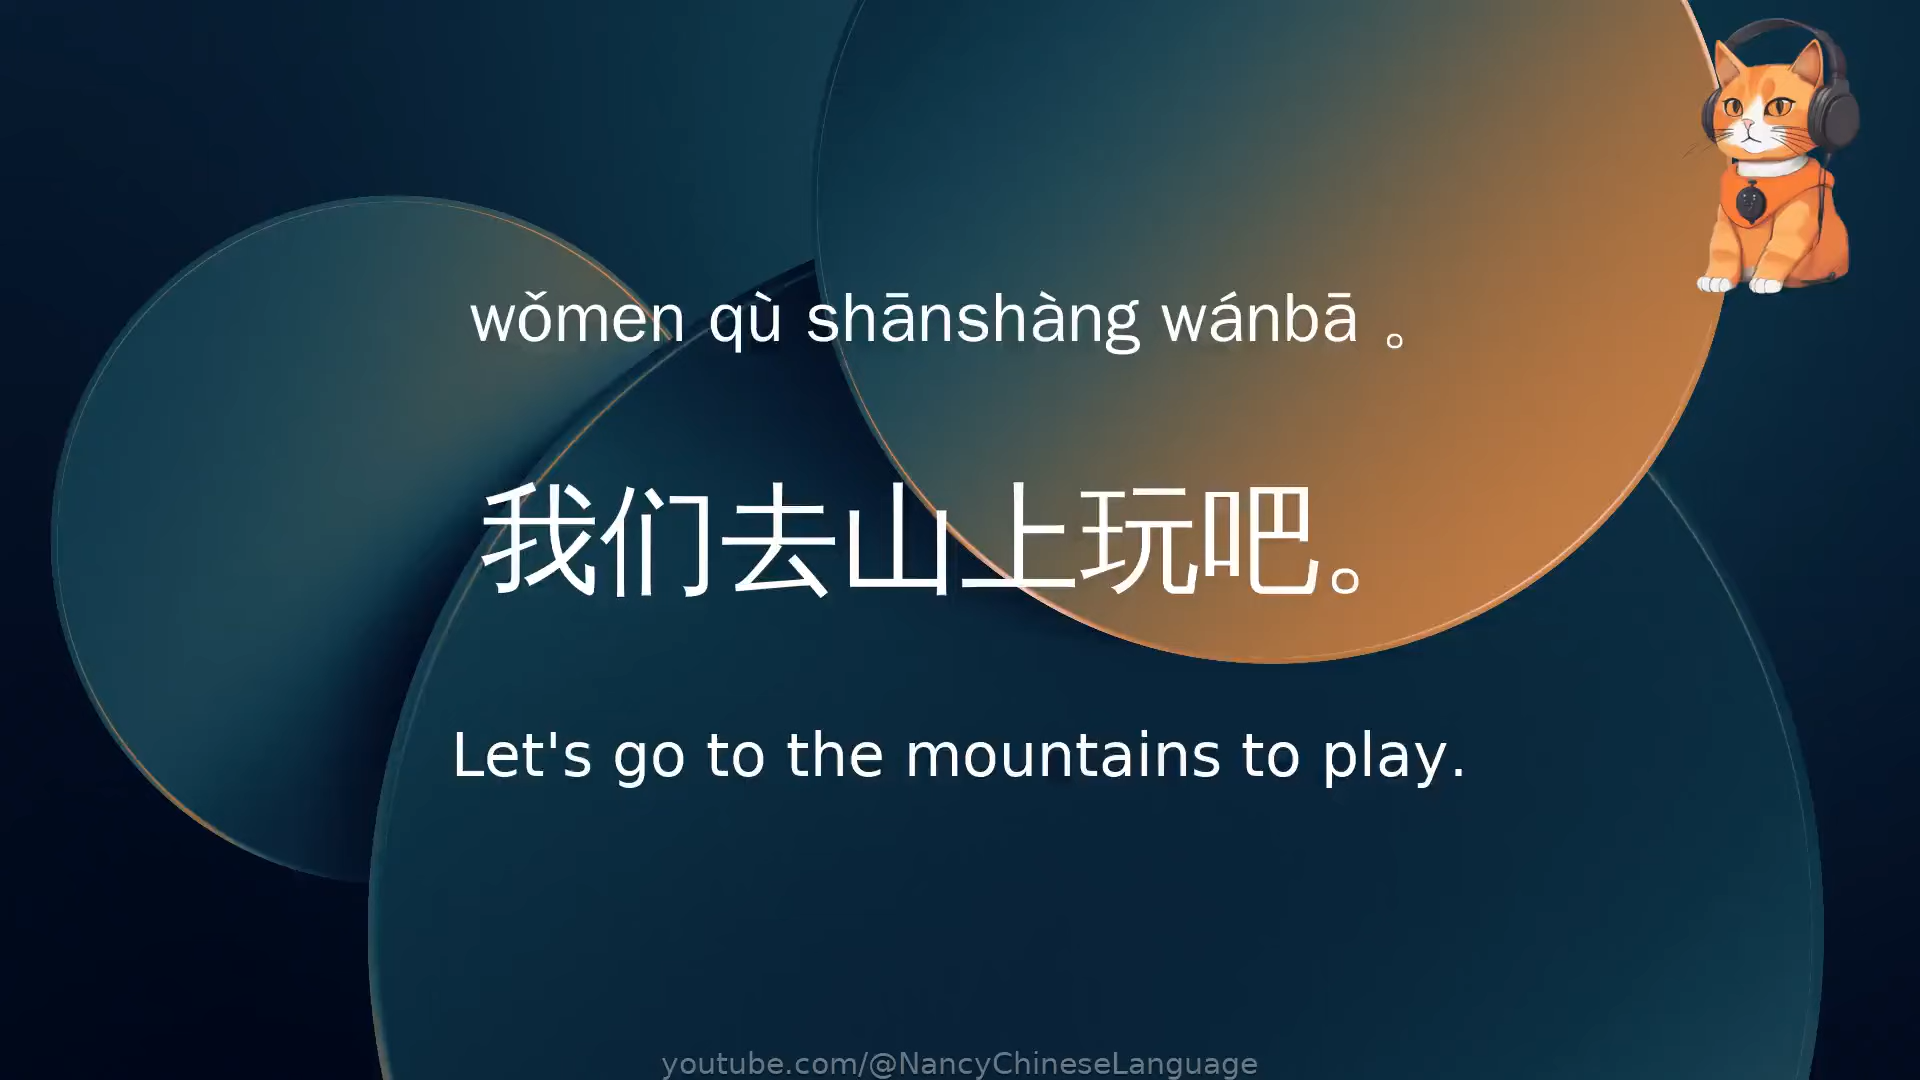 wǒmen qù shānshàng wánbā 。
我们去山上玩吧。
Let's go to the mountains to play.
youtube.com/@NancyChineseLanguage